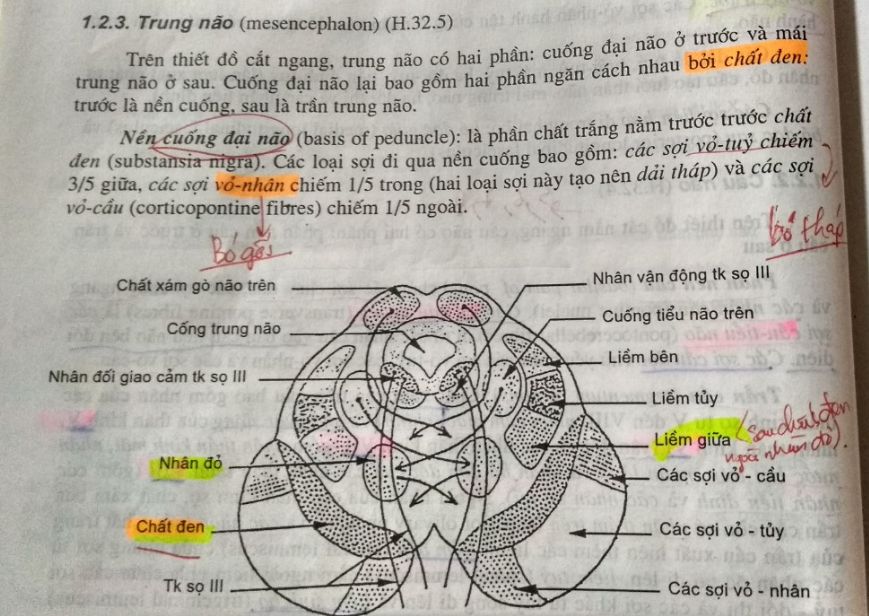 1.2.3. Trung não (mesencephalon) (H.32.5)
Trên thiết đồ cắt ngang, trung não có hai phần: cuống đại não ở trước và mái
trung não ở sau. Cuống đại não lại bao gồm hai phần ngăn cách nhau bởi chất đen:
trước là nền cuống, sau là trần trung não.
Nền cuống đại não (basis of peduncle): là phần chất trắng nằm trước trước chất
đen (substansia nigra). Các loại sợi đi qua nền cuống bao gồm: các sợi vỏ-tuỷ chiếm
3/5 giữa, các sợi vỏ-nhân chiếm 1/5 trong (hai loại sợi này tạo nên dải tháp) và các sợi
vỏ-cầu (corticopontine fibres) chiếm 1/5 ngoài.
Bó gối
bó tháp
Chất xám gò não trên
Nhân vận động tk sọ III
Cống trung não
Cuống tiểu não trên
Liềm bên
Nhân đối giao cảm tk sọ III
Liềm tủy
Liềm giữa (sau chất đen
ngoài nhân đỏ).
Nhân đỏ
Các sợi vỏ - cầu
Chất đen
Các sợi vỏ - tủy
Tk sọ III
Các sợi vỏ - nhân